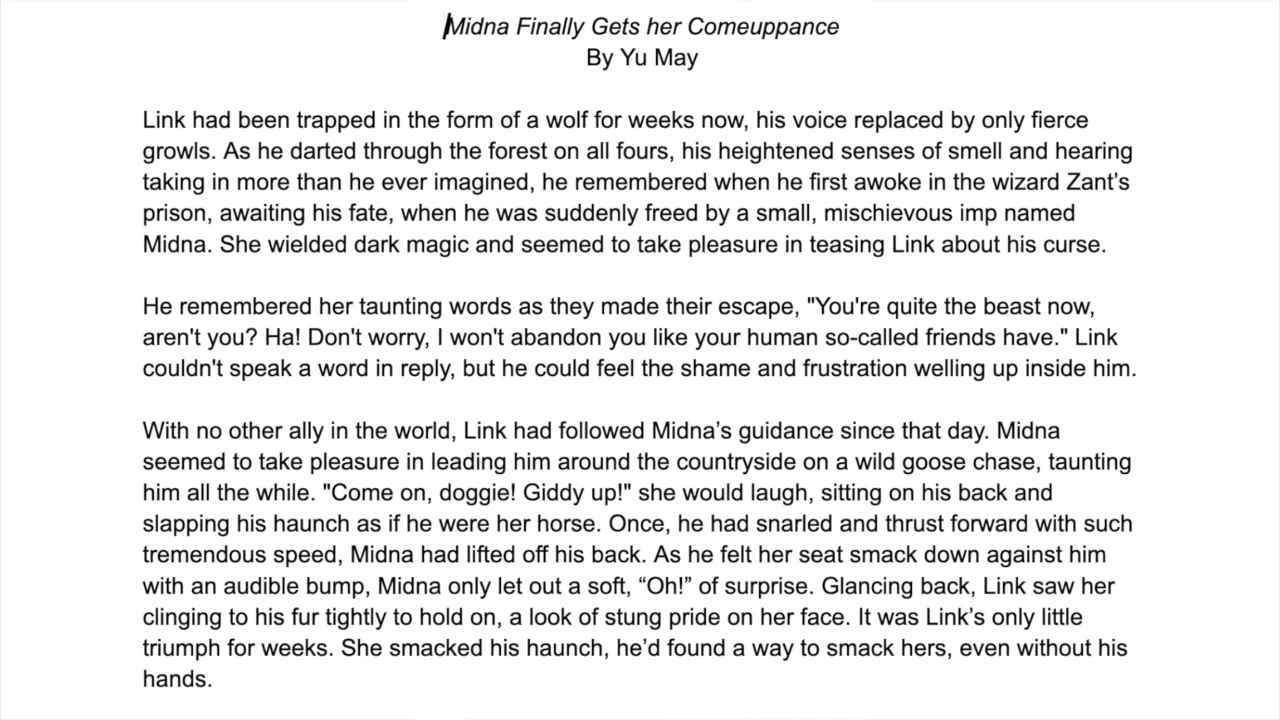 Midna Finally Gets her Comeuppance
By Yu May
Link had been trapped in the form of a wolf for weeks now, his voice replaced by only fierce
growls. As he darted through the forest on all fours, his heightened senses of smell and hearing
taking in more than he ever imagined, he remembered when he first awoke in the wizard Zant’s
prison, awaiting his fate, when he was suddenly freed by a small, mischievous imp named
Midna. She wielded dark magic and seemed to take pleasure in teasing Link about his curse.
He remembered her taunting words as they made their escape, "You're quite the beast now,
aren't you? Ha! Don't worry, I won't abandon you like your human so-called friends have." Link
couldn't speak a word in reply, but he could feel the shame and frustration welling up inside him.
With no other ally in the world, Link had followed Midna’s guidance since that day. Midna
seemed to take pleasure in leading him around the countryside on a wild goose chase, taunting
him all the while. "Come on, doggie! Giddy up!" she would laugh, sitting on his back and
slapping his haunch as if he were her horse. Once, he had snarled and thrust forward with such
tremendous speed, Midna had lifted off his back. As he felt her seat smack down against him
with an audible bump, Midna only let out a soft, “Oh!” of surprise. Glancing back, Link saw her
clinging to his fur tightly to hold on, a look of stung pride on her face. It was Link’s only little
triumph for weeks. She smacked his haunch, he’d found a way to smack hers, even without his
hands.